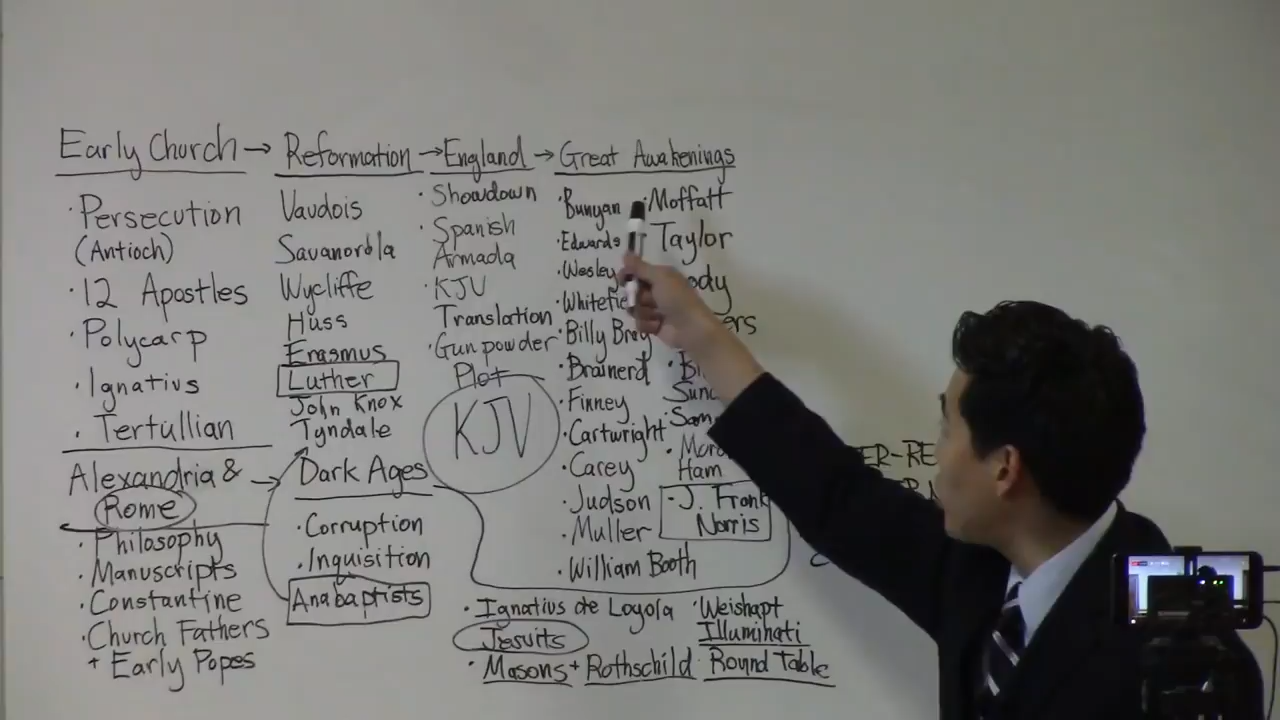 Early Church → Reformation → England → Great Awakenings
· Persecution
(Antioch)
· 12 Apostles
· Polycarp
· Ignatius
· Tertullian
Alexandria &
Rome
· Philosophy
· Manuscripts
· Constantine
· Church Fathers
+ Early Popes
Vaudois
Savanorola
Wycliffe
Huss
Erasmus
Luther
John Knox
Tyndale
Dark Ages
· Corruption
· Inquisition
Anabaptists
· Showdown
· Spanish
Armada
· KJV
Translation
· Gunpowder
Plot
KJV
· Bunyan
· Edwards
· Wesley
· Billy Bray
· Brainerd
· Finney
· Cartwright
· Carey
· Judson
· Muller
· William Booth
· Moffatt
Taylor
Ham
· J. Frank
Norris
· Ignatius de Loyola
Jesuits
· Masons + Rothschild
· Weishapt
Illuminati
Round Table